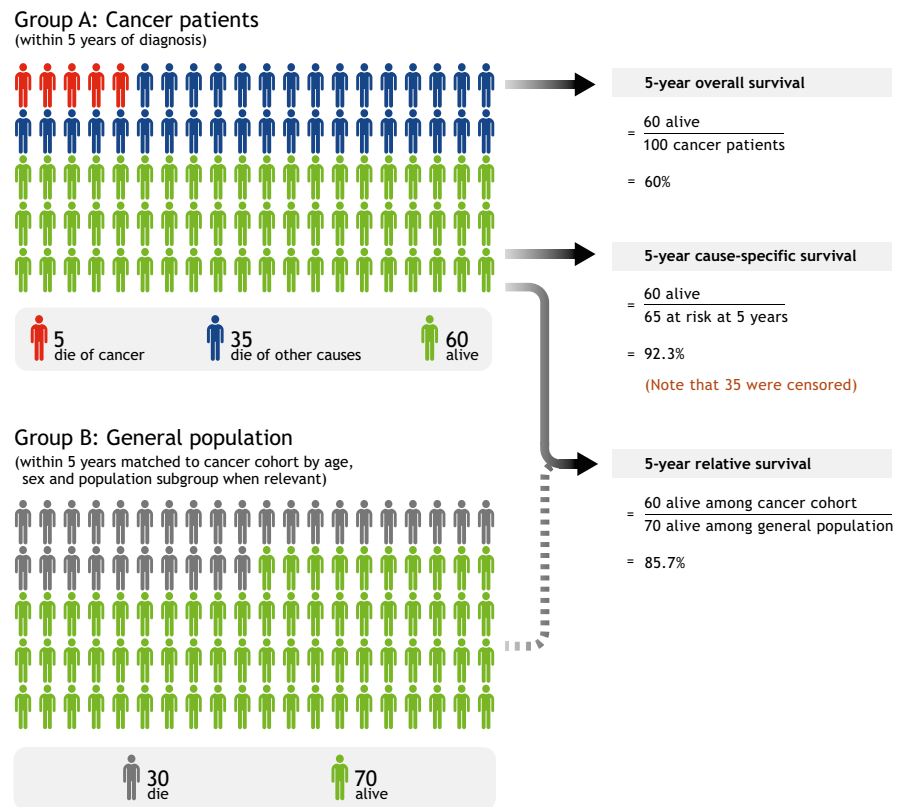 Group A: Cancer patients
(within 5 years of diagnosis)
5
die of cancer
35
die of other causes
60
alive
5-year overall survival
= 60 alive
100 cancer patients
= 60%
5-year cause-specific survival
= 60 alive
65 at risk at 5 years
= 92.3%
(Note that 35 were censored)
Group B: General population
(within 5 years matched to cancer cohort by age,
sex and population subgroup when relevant)
30
die
70
alive
5-year relative survival
= 60 alive among cancer cohort
70 alive among general population
= 85.7%